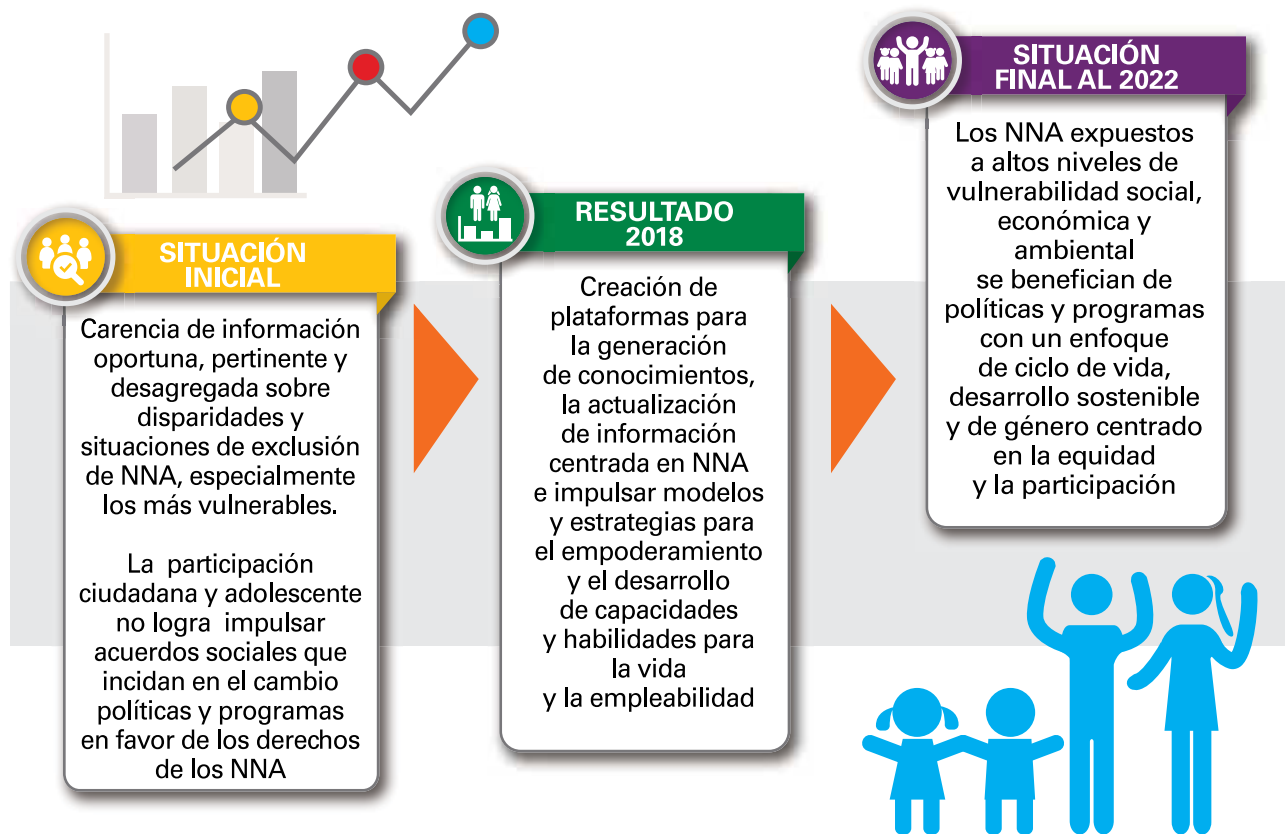 SITUACIÓN
INICIAL
Carencia de información
oportuna, pertinente y
desagregada sobre
disparidades y
situaciones de exclusión
de NNA, especialmente
los más vulnerables.
La participación
ciudadana y adolescente
no logra impulsar
acuerdos sociales que
incidan en el cambio
políticas y programas
en favor de los derechos
de los NNA
RESULTADO
2018
Creación de
plataformas para
la generación
de conocimientos,
la actualización
de información
centrada en NNA
e impulsar modelos
y estrategias para
el empoderamiento
y el desarrollo
de capacidades
y habilidades para
la vida
y la empleabilidad
SITUACIÓN
FINAL AL 2022
Los NNA expuestos
a altos niveles de
vulnerabilidad social,
económica y
ambiental
se benefician de
políticas y programas
con un enfoque
de ciclo de vida,
desarrollo sostenible
y de género centrado
en la equidad
y la participación